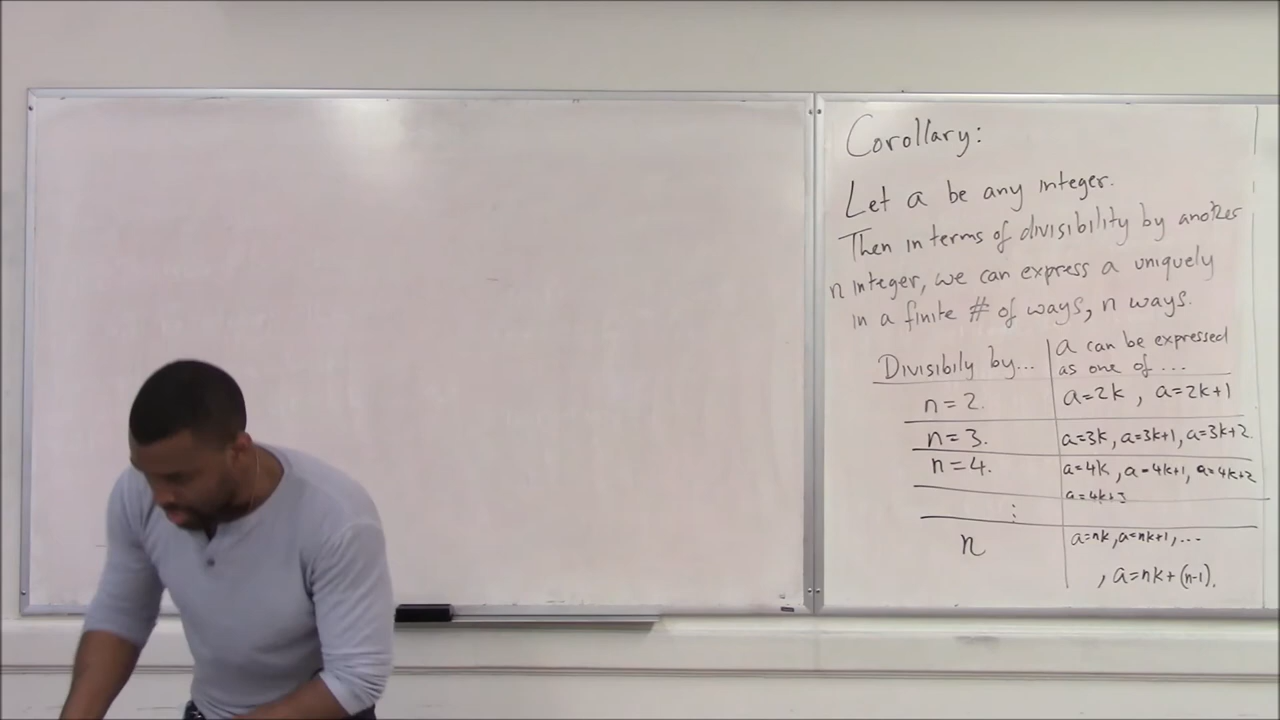 Corollary:
Let a be any integer.
Then in terms of divisibility by another
n integer, we can express a uniquely
in a finite # of ways, n ways.
Divisibily by... a can be expressed
as one of ...
n=2. a=2k, a=2k+1
n=3. a=3k, a=3k+1, a=3k+2.
n=4. a=4k, a=4k+1, a=4k+2
a=4k+3
⋮
n a=nk, a=nk+1, ...
, a=nk+(n-1).